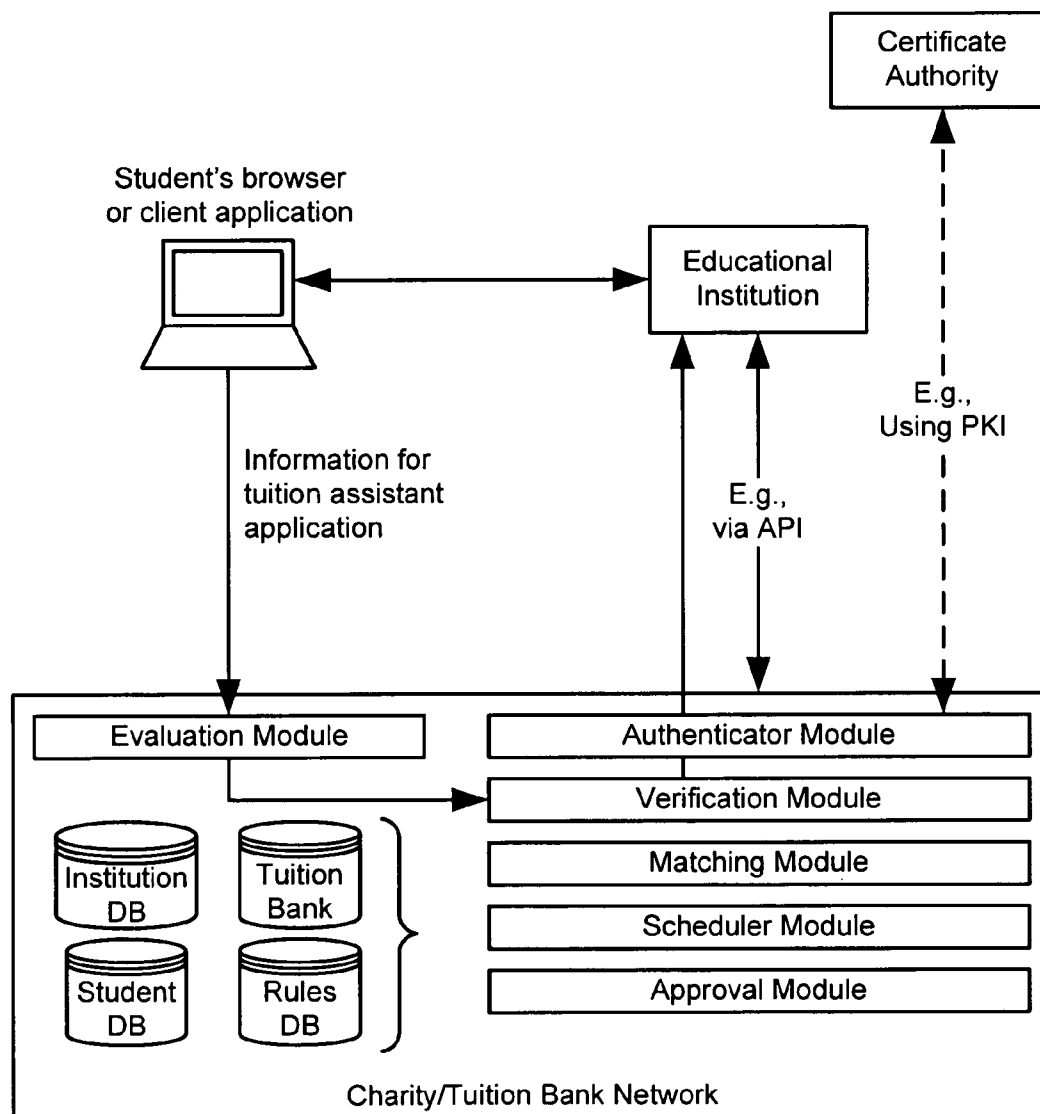 Certificate
Authority
Student's browser
or client application
Educational
Institution
E.g.,
Using PKI
Information for
tuition assistant
application
E.g.,
via API
Evaluation Module
Authenticator Module
Verification Module
Institution
DB
Tuition
Bank
Matching Module
Scheduler Module
Student
DB
Rules
DB
Approval Module
Charity/Tuition Bank Network